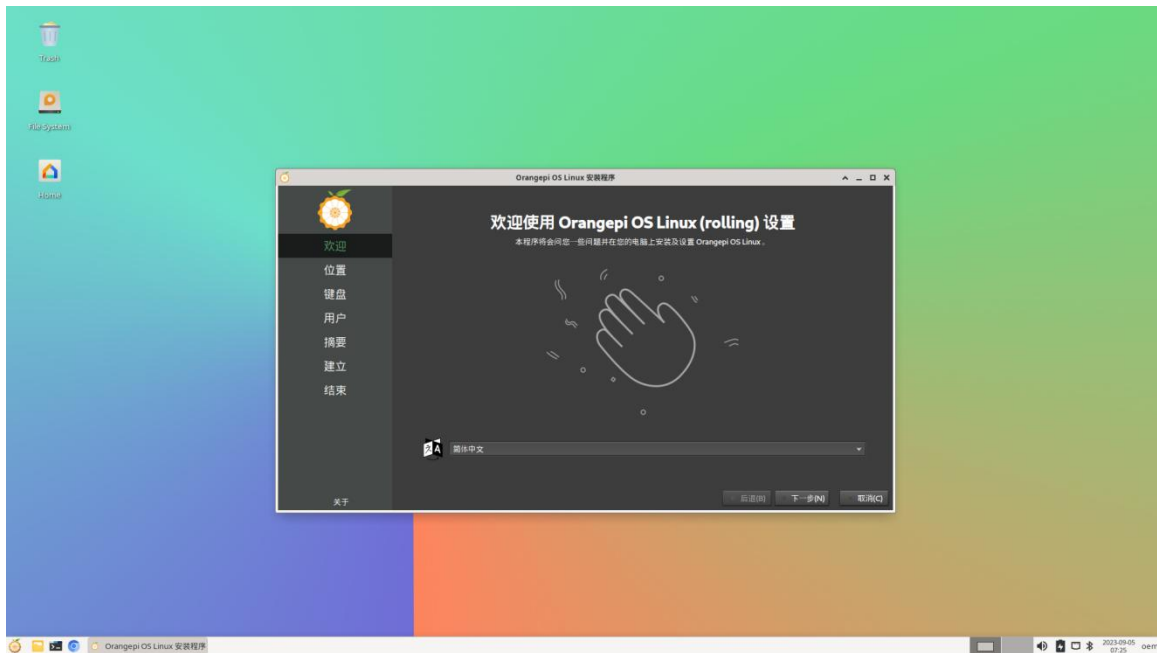 Trash
File System
Home
Orangepi OS Linux 安装程序
欢迎
位置
键盘
用户
摘要
建立
结束
关于
欢迎使用 Orangepi OS Linux (rolling) 设置
本程序将会问您一些问题并在您的电脑上安装及设置 Orangepi OS Linux 。
简体中文
后退(B) 下一步(N) 取消(C)
Orangepi OS Linux 安装程序
2023-09-05
07:25
oem